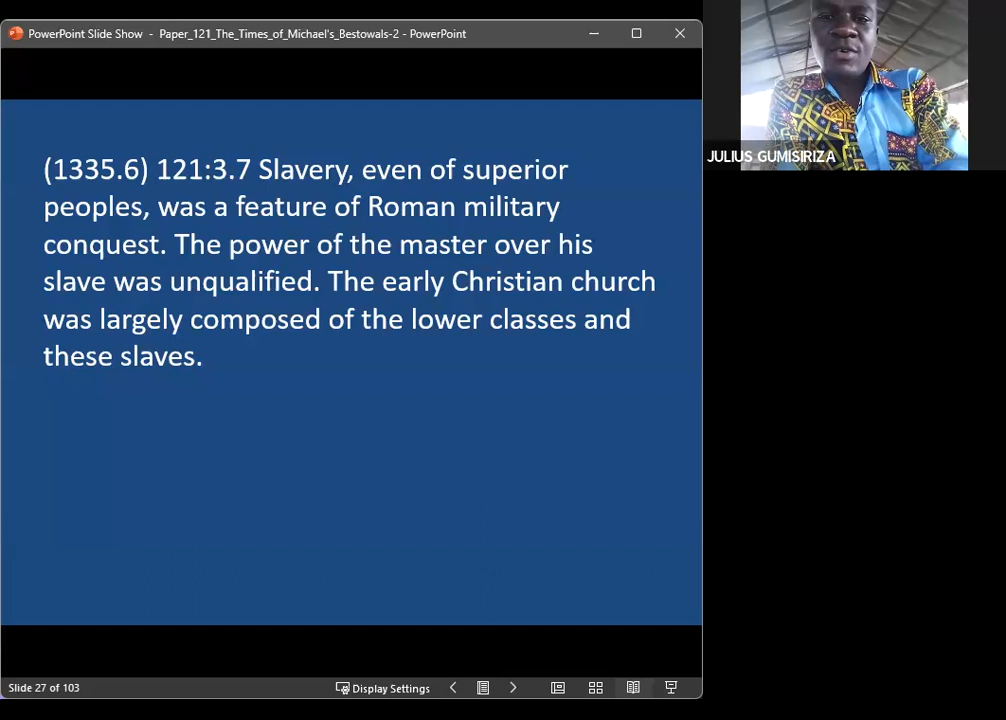 PowerPoint Slide Show - Paper_121_The_Times_of_Michael's_Bestowals-2 - PowerPoint
JULIUS GUMISIRIZA
(1335.6) 121:3.7 Slavery, even of superior
peoples, was a feature of Roman military
conquest. The power of the master over his
slave was unqualified. The early Christian church
was largely composed of the lower classes and
these slaves.
Slide 27 of 103
Display Settings